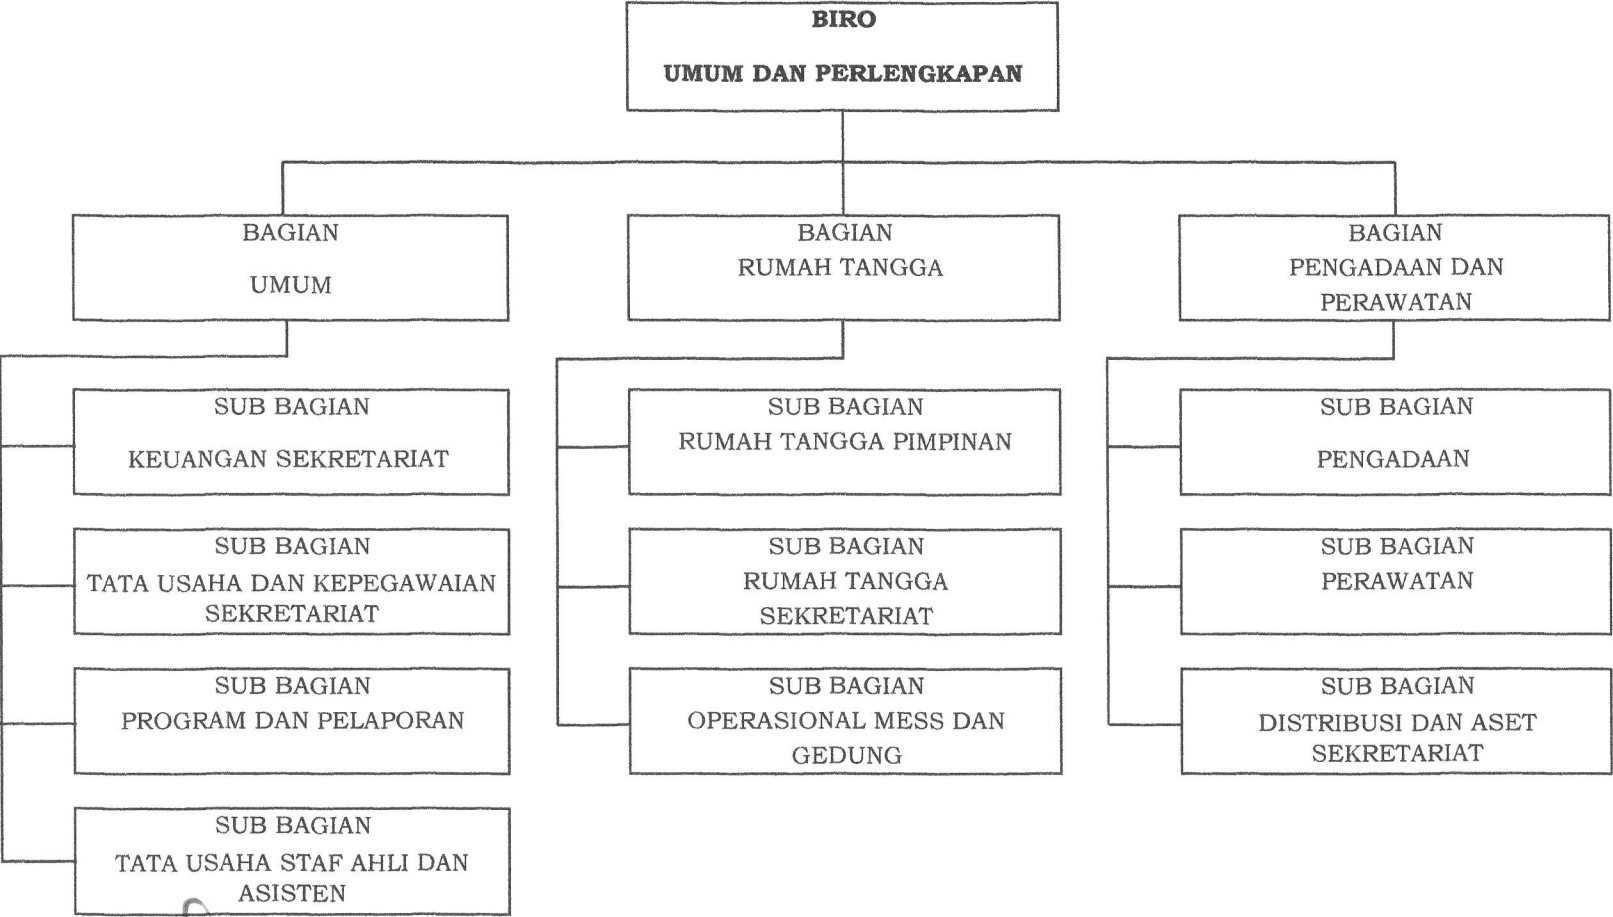 BIRO
UMUM DAN PERLENGKAPAN
BAGIAN
UMUM
BAGIAN
RUMAH TANGGA
BAGIAN
PENGADAAN DAN
PERAWATAN
SUB BAGIAN
KEUANGAN SEKRETARIAT
SUB BAGIAN
TATA USAHA DAN KEPEGAWAIAN
SEKRETARIAT
SUB BAGIAN
PROGRAM DAN PELAPORAN
SUB BAGIAN
TATA USAHA STAF AHLI DAN
ASISTEN
SUB BAGIAN
RUMAH TANGGA PIMPINAN
SUB BAGIAN
RUMAH TANGGA
SEKRETARIAT
SUB BAGIAN
OPERASIONAL MESS DAN
GEDUNG
SUB BAGIAN
PENGADAAN
SUB BAGIAN
PERAWATAN
SUB BAGIAN
DISTRIBUSI DAN ASET
SEKRETARIAT